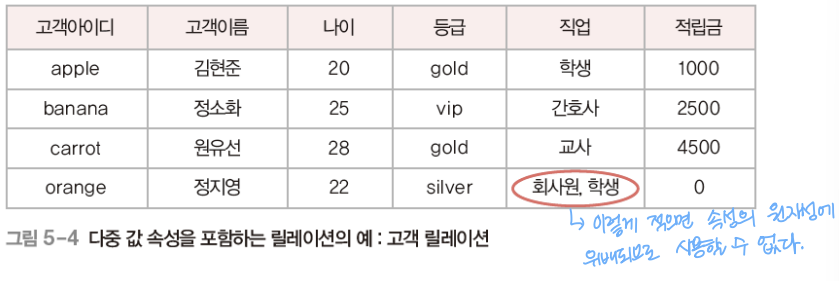 고객아이디 고객이름 나이 등급 직업 적립금
apple 김현준 20 gold 학생 1000
banana 정소화 25 vip 간호사 2500
carrot 원유선 28 gold 교사 4500
orange 정지영 22 silver 회사원, 학생 0
↳ 이렇게 적으면 속성의 원자성에
위배되므로 사용할 수 없다.
그림 5-4 다중 값 속성을 포함하는 릴레이션의 예 : 고객 릴레이션